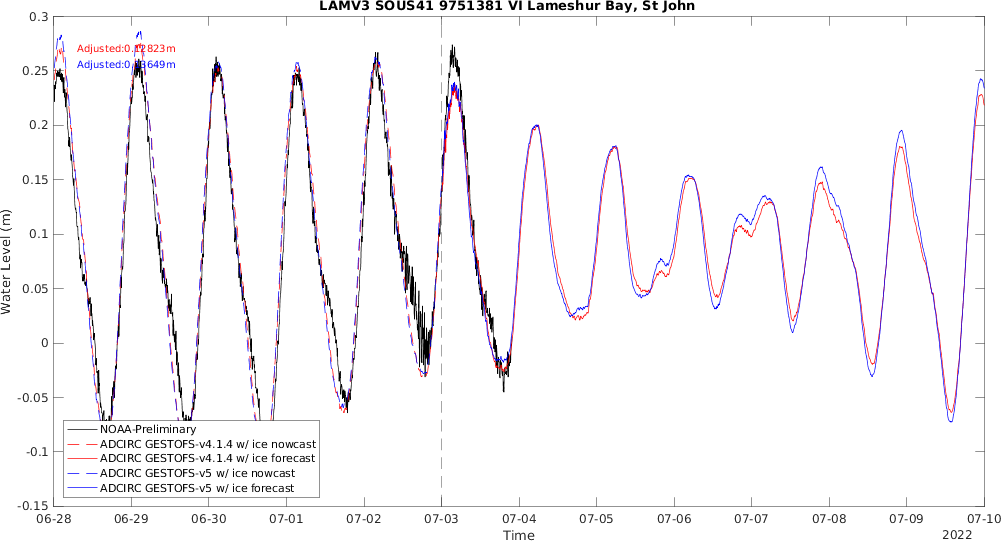 LAMV3 SOUS41 9751381 VI Lameshur Bay, St John
0.3
0.25
0.2
0.15
0.1
0.05
0
-0.05
-0.1
-0.15
Water Level (m)
Adjusted:0.12823m
NOAA-Preliminary
ADCIRC GESTOFS-v4.1.4 w/ ice nowcast
ADCIRC GESTOFS-v4.1.4 w/ ice forecast
ADCIRC GESTOFS-v5 w/ ice nowcast
ADCIRC GESTOFS-v5 w/ ice forecast
06-28 06-29 06-30 07-01 07-02 07-03 07-04 07-05 07-06 07-07 07-08 07-09 07-10
Time
2022